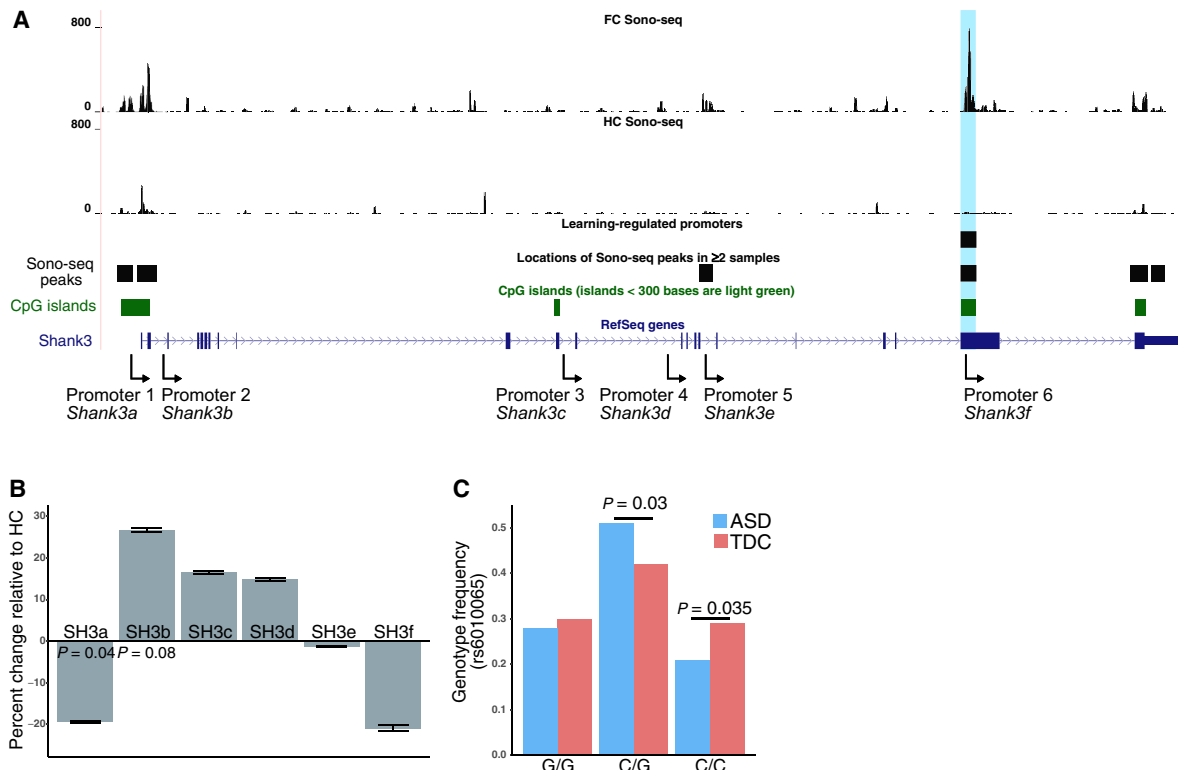 A
FC Sono-seq
800
0
HC Sono-seq
800
0
Learning-regulated promoters
Locations of Sono-seq peaks in ≥2 samples
Sono-seq
peaks
CpG islands (islands < 300 bases are light green)
CpG islands
RefSeq genes
Shank3
Promoter 1
Shank3a
Promoter 2
Shank3b
Promoter 3
Shank3c
Promoter 4
Shank3d
Promoter 5
Shank3e
Promoter 6
Shank3f
B
Percent change relative to HC
30
20
10
0
−20
SH3a
SH3b
SH3c
SH3d
SH3e
SH3f
P = 0.04
P = 0.08
C
Genotype frequency
(rs6010065)
0.5
0.4
0.3
0.2
0.1
0.0
P = 0.03
P = 0.035
ASD
TDC
G/G
C/G
C/C